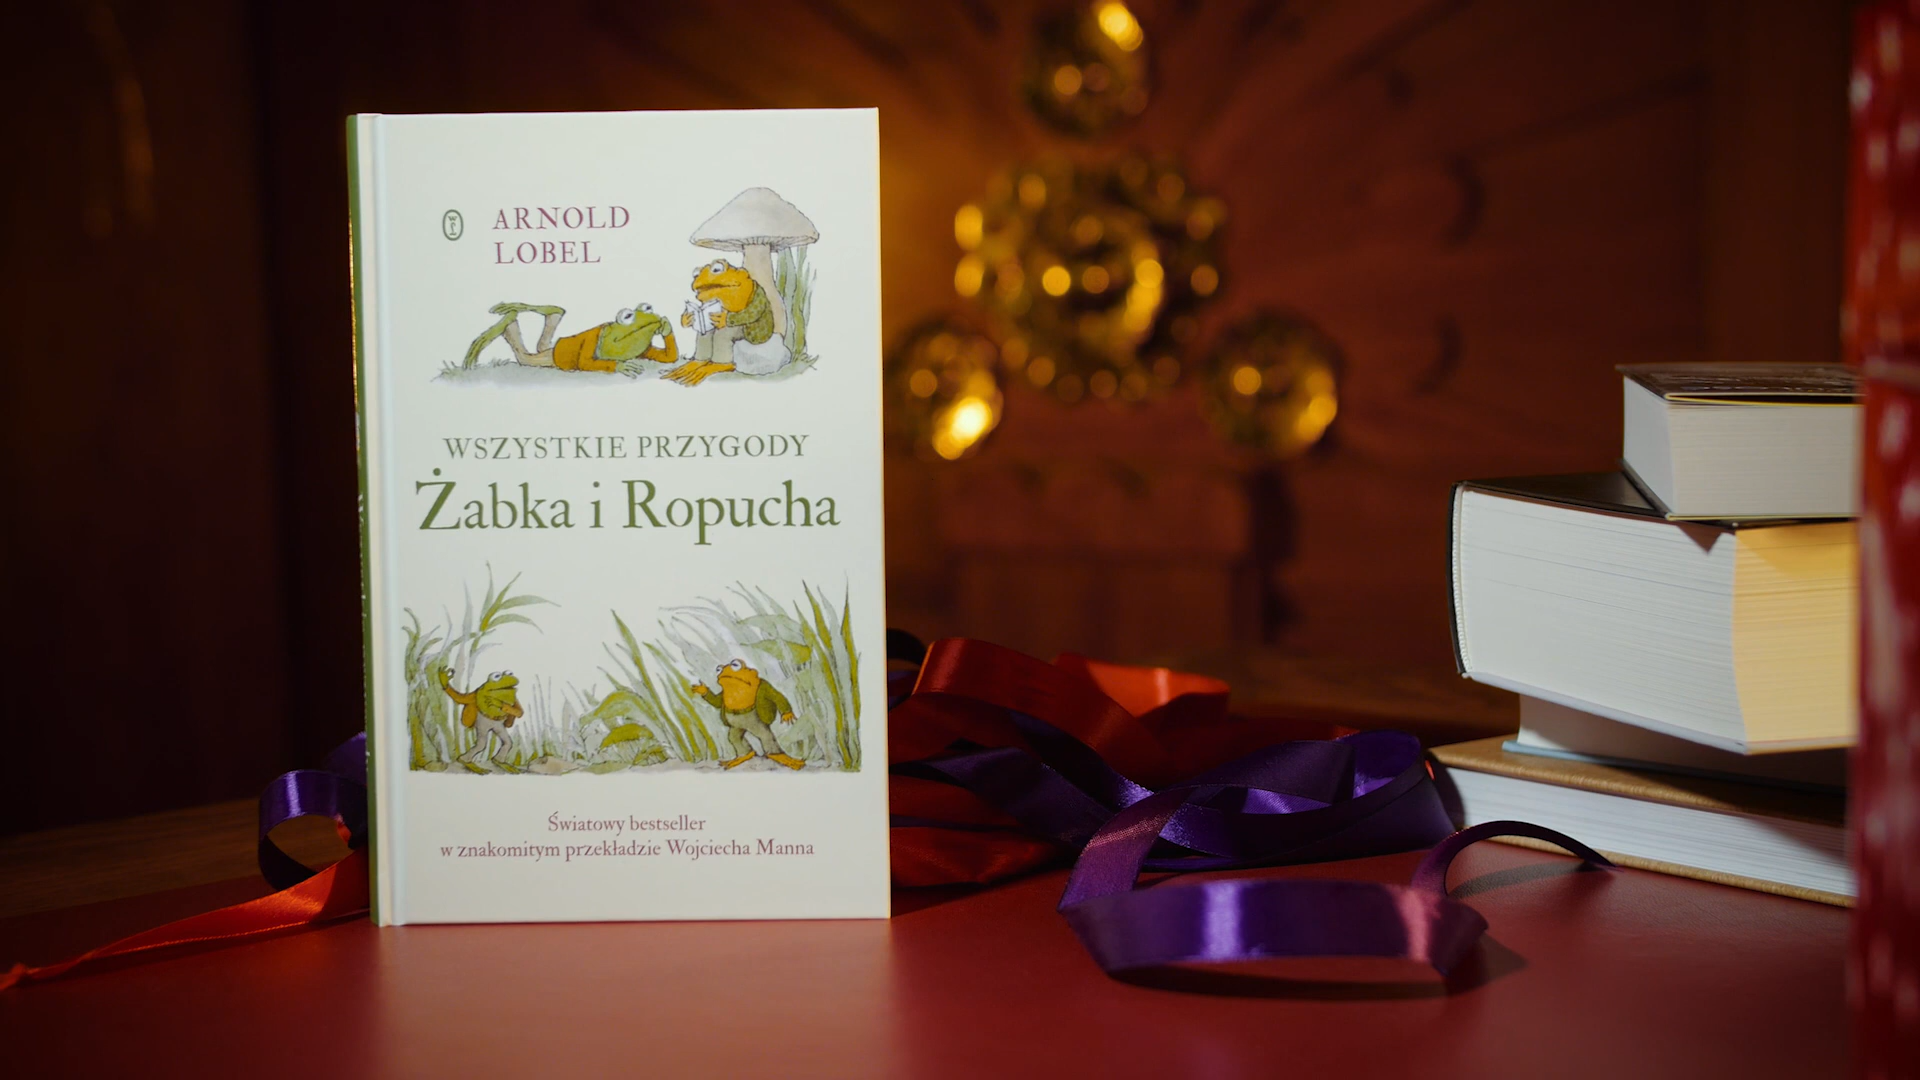 ARNOLD
LOBEL
WSZYSTKIE PRZYGODY
Żabka i Ropucha
Światowy bestseller
w znakomitym przekładzie Wojciecha Manna